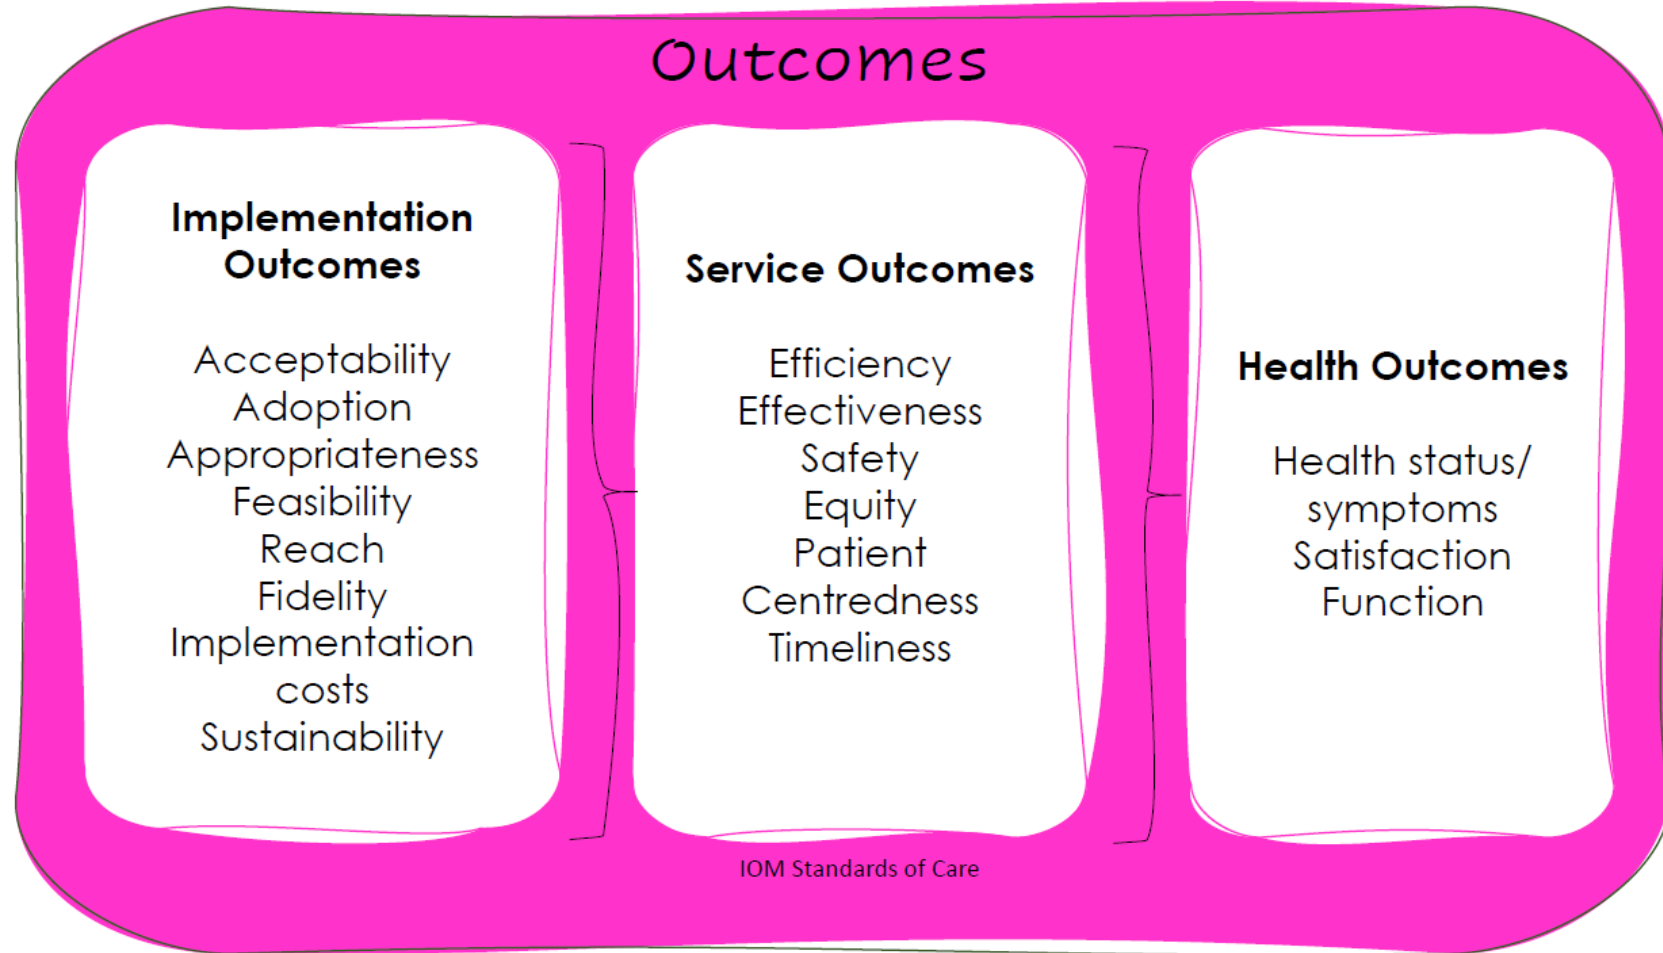 Outcomes
Implementation
Outcomes
Acceptability
Adoption
Appropriateness
Feasibility
Reach
Fidelity
Implementation
costs
Sustainability
Service Outcomes
Efficiency
Effectiveness
Safety
Equity
Patient
Centredness
Timeliness
Health Outcomes
Health status/
symptoms
Satisfaction
Function
IOM Standards of Care